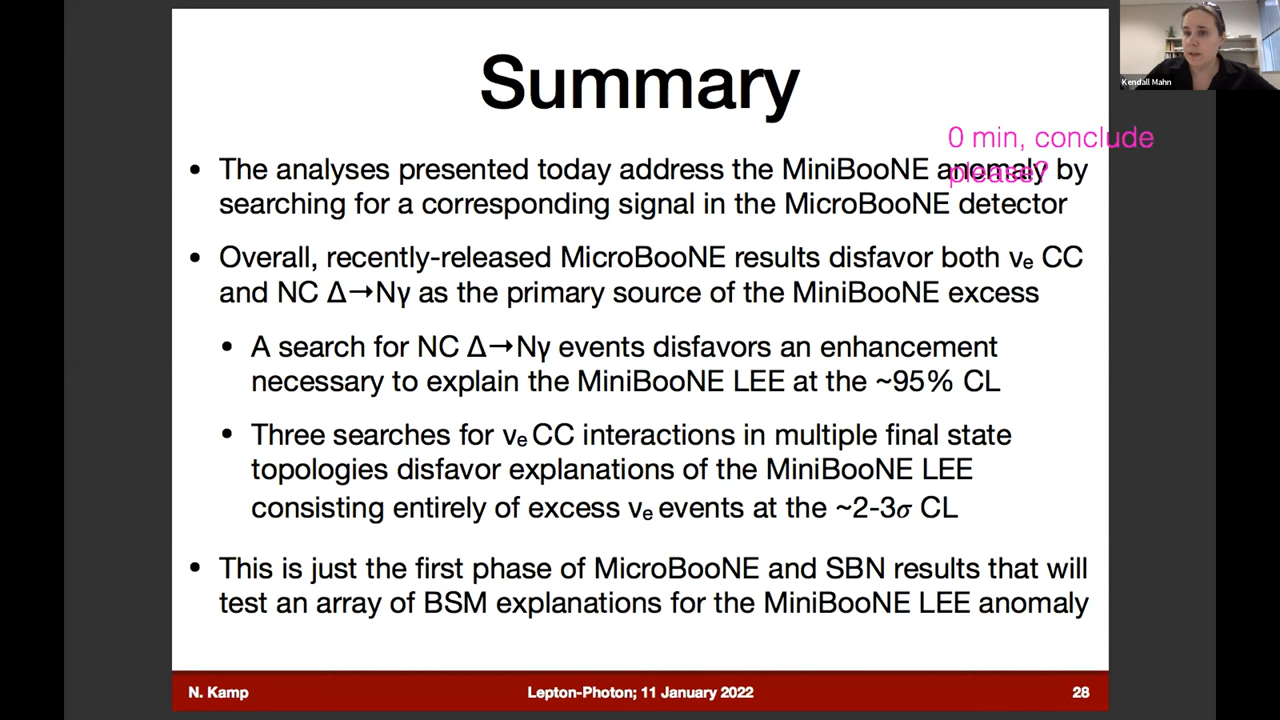 Summary
Kendall Mahn
0 min, conclude
please?
• The analyses presented today address the MiniBooNE anomaly by
searching for a corresponding signal in the MicroBooNE detector
• Overall, recently-released MicroBooNE results disfavor both νe CC
and NC Δ→Nγ as the primary source of the MiniBooNE excess
• A search for NC Δ→Nγ events disfavors an enhancement
necessary to explain the MiniBooNE LEE at the ~95% CL
• Three searches for νe CC interactions in multiple final state
topologies disfavor explanations of the MiniBooNE LEE
consisting entirely of excess νe events at the ~2-3σ CL
• This is just the first phase of MicroBooNE and SBN results that will
test an array of BSM explanations for the MiniBooNE LEE anomaly
N. Kamp
Lepton-Photon; 11 January 2022
28